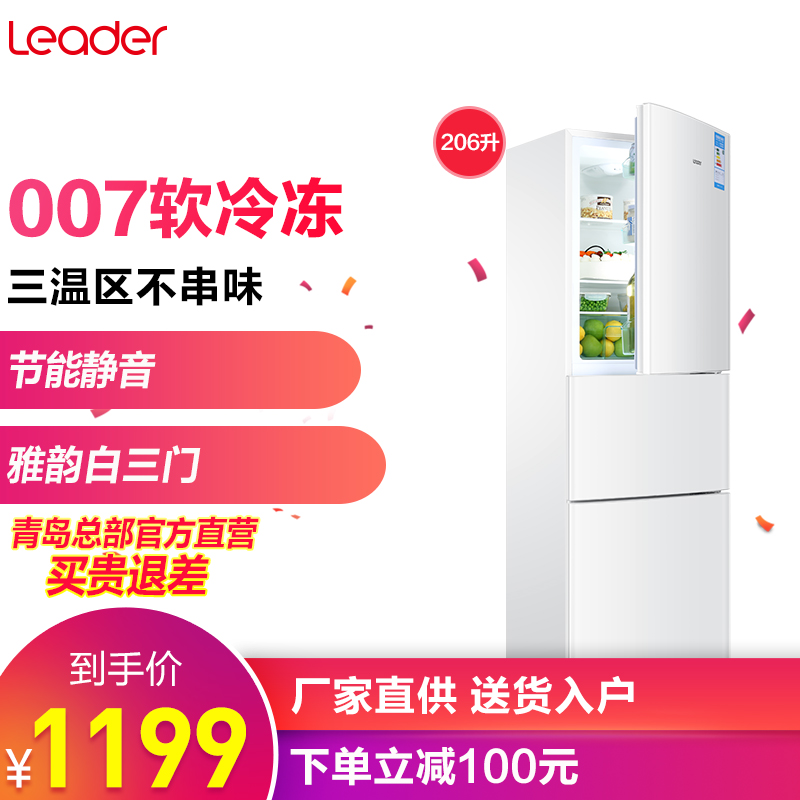 Leader
206升
Leader
007软冷冻
三温区不串味
节能静音
雅韵白三门
青岛总部官方直营
买贵退差
到手价
¥1199
厂家直供 送货入户
下单立减100元